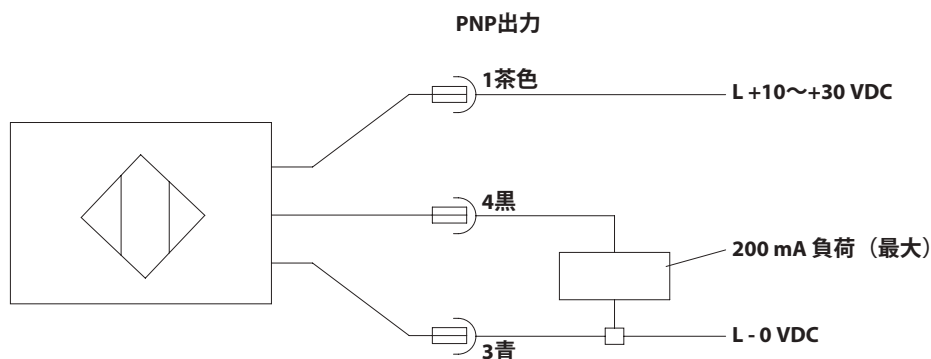 PNP出力
1茶色
L +10～+30 VDC
4黒
200 mA 負荷（最大）
L - 0 VDC
3青